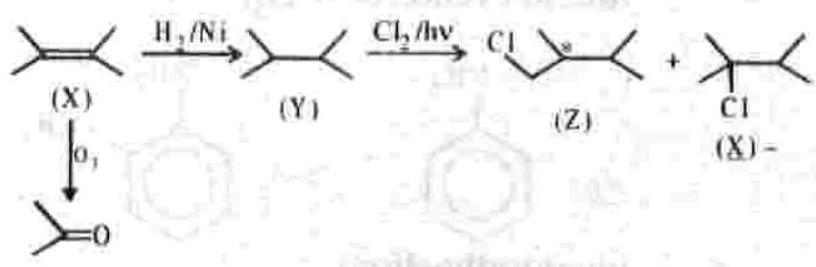 H₂/Ni Cl₂/hν
Cl * +
(X) (Y) (Z) Cl
(X) -
O₃
O